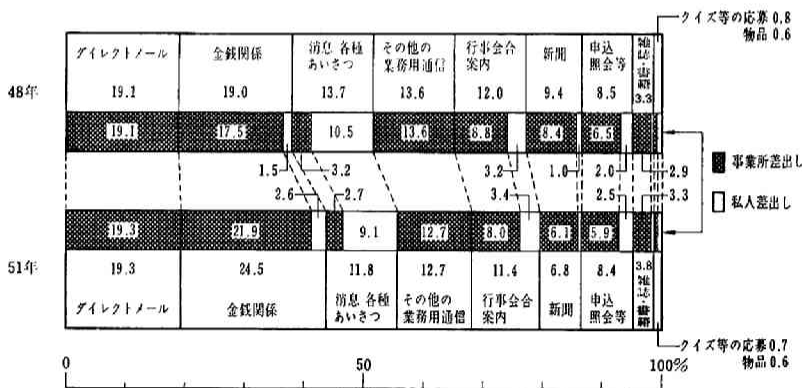 クイズ等の応募0.8
物品0.6
ダイレクトメール 金銭関係 消息 各種あいさつ その他の業務用通信 行事会合案内 新聞 申込照会等 籍書・雑誌
48年
19.1 19.0 13.7 13.6 12.0 9.4 8.5 3.3
19.1 17.5 10.5 13.6 8.8 8.4 6.5
1.5 3.2 3.2 1.0 2.0 2.9
2.6 2.7 3.4 2.5 3.3
事業所差出し
私人差出し
19.3 21.9 9.1 12.7 8.0 6.1 5.9
51年
19.3 24.5 11.8 12.7 11.4 6.8 8.4 3.8
ダイレクトメール 金銭関係 消息 各種あいさつ その他の業務用通信 行事会合案内 新聞 申込照会等
クイズ等の応募0.7
物品0.6
0 50 100%